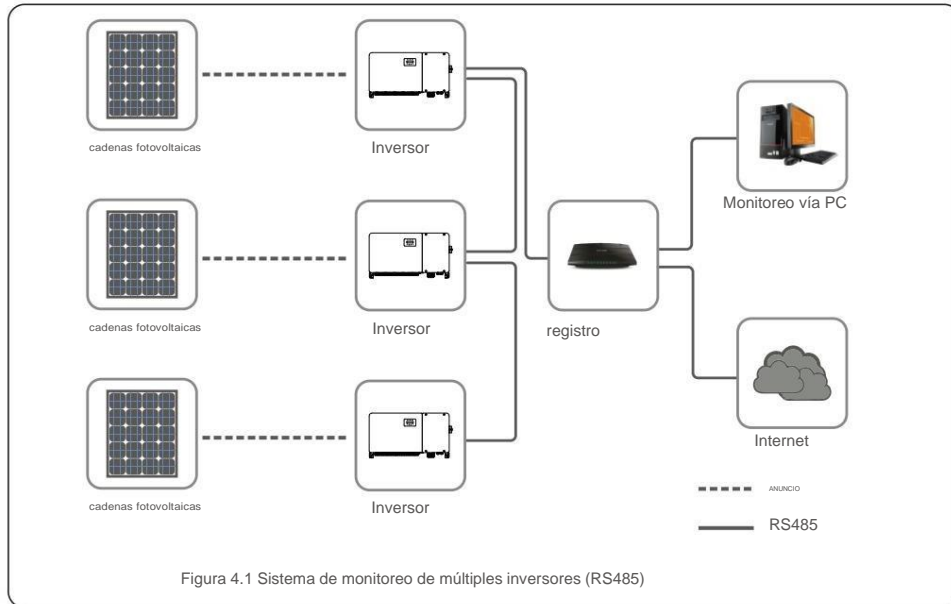 cadenas fotovoltaicas
Inversor
Monitoreo vía PC
cadenas fotovoltaicas
Inversor
registro
cadenas fotovoltaicas
Inversor
Internet
ANUNCIO
RS485
Figura 4.1 Sistema de monitoreo de múltiples inversores (RS485)